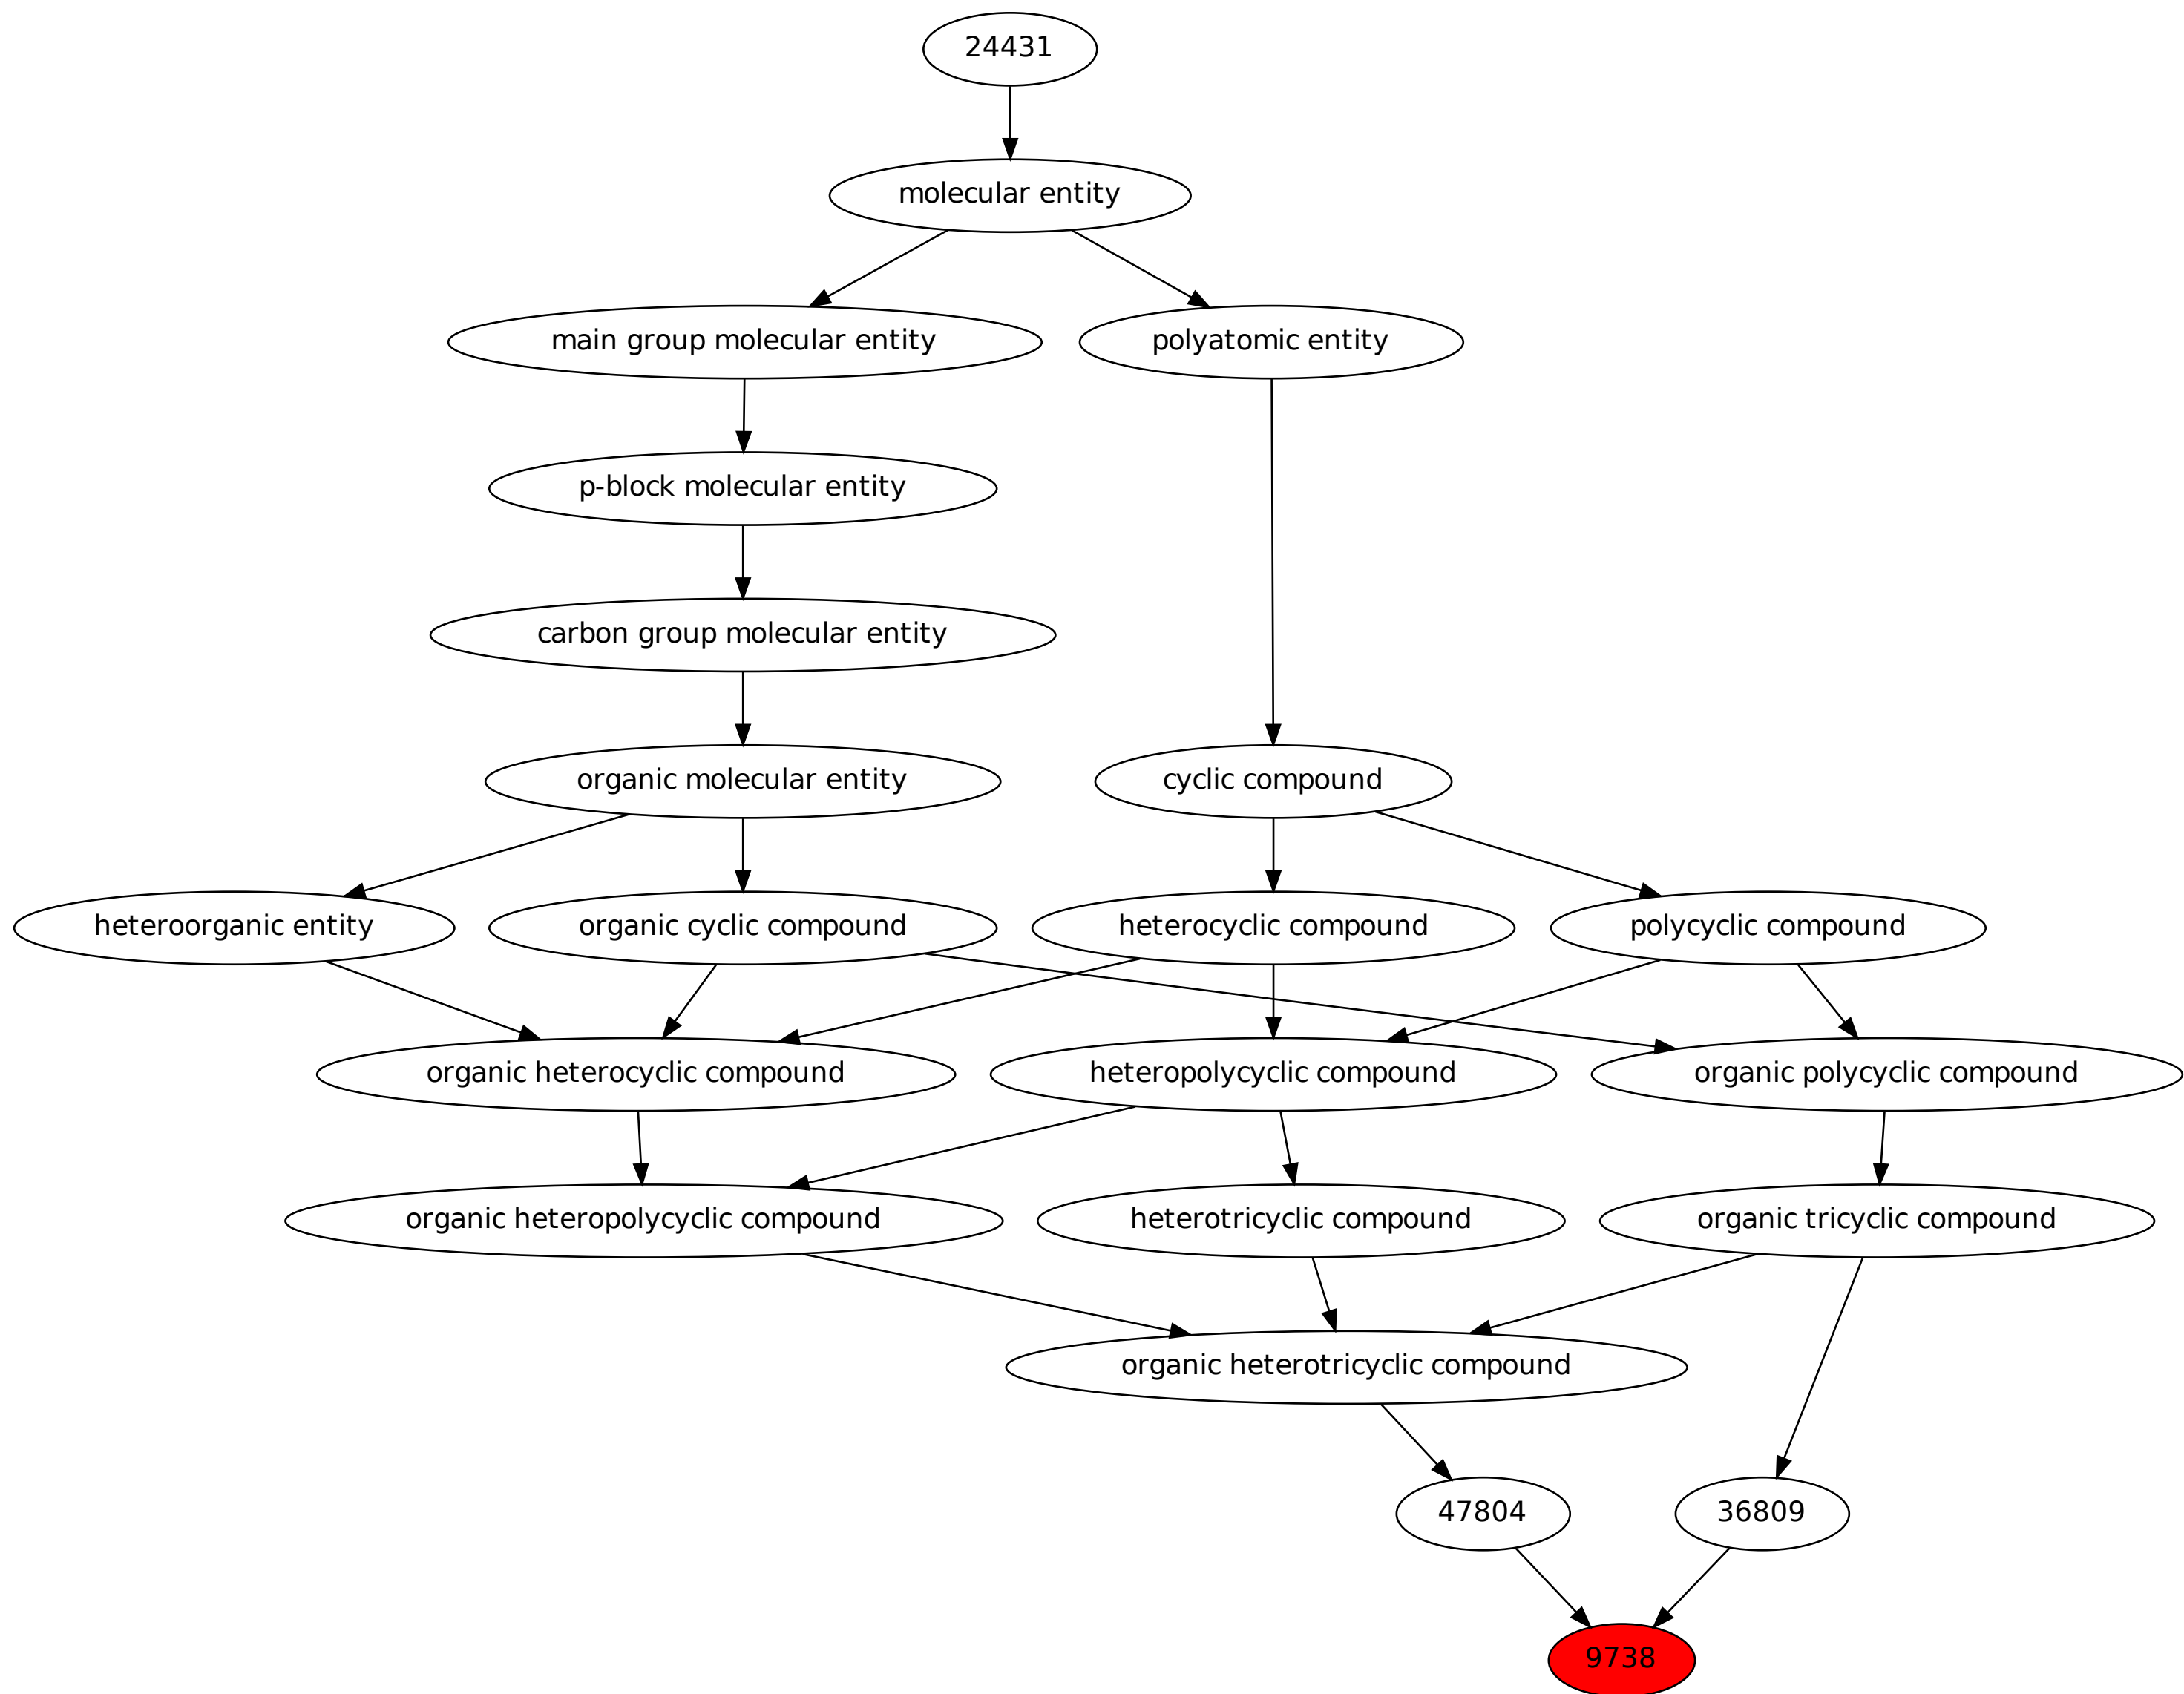 24431
molecular entity
main group molecular entity
polyatomic entity
p-block molecular entity
carbon group molecular entity
organic molecular entity
cyclic compound
heteroorganic entity
organic cyclic compound
heterocyclic compound
polycyclic compound
organic heterocyclic compound
heteropolycyclic compound
organic polycyclic compound
organic heteropolycyclic compound
heterotricyclic compound
organic tricyclic compound
organic heterotricyclic compound
47804
36809
9738